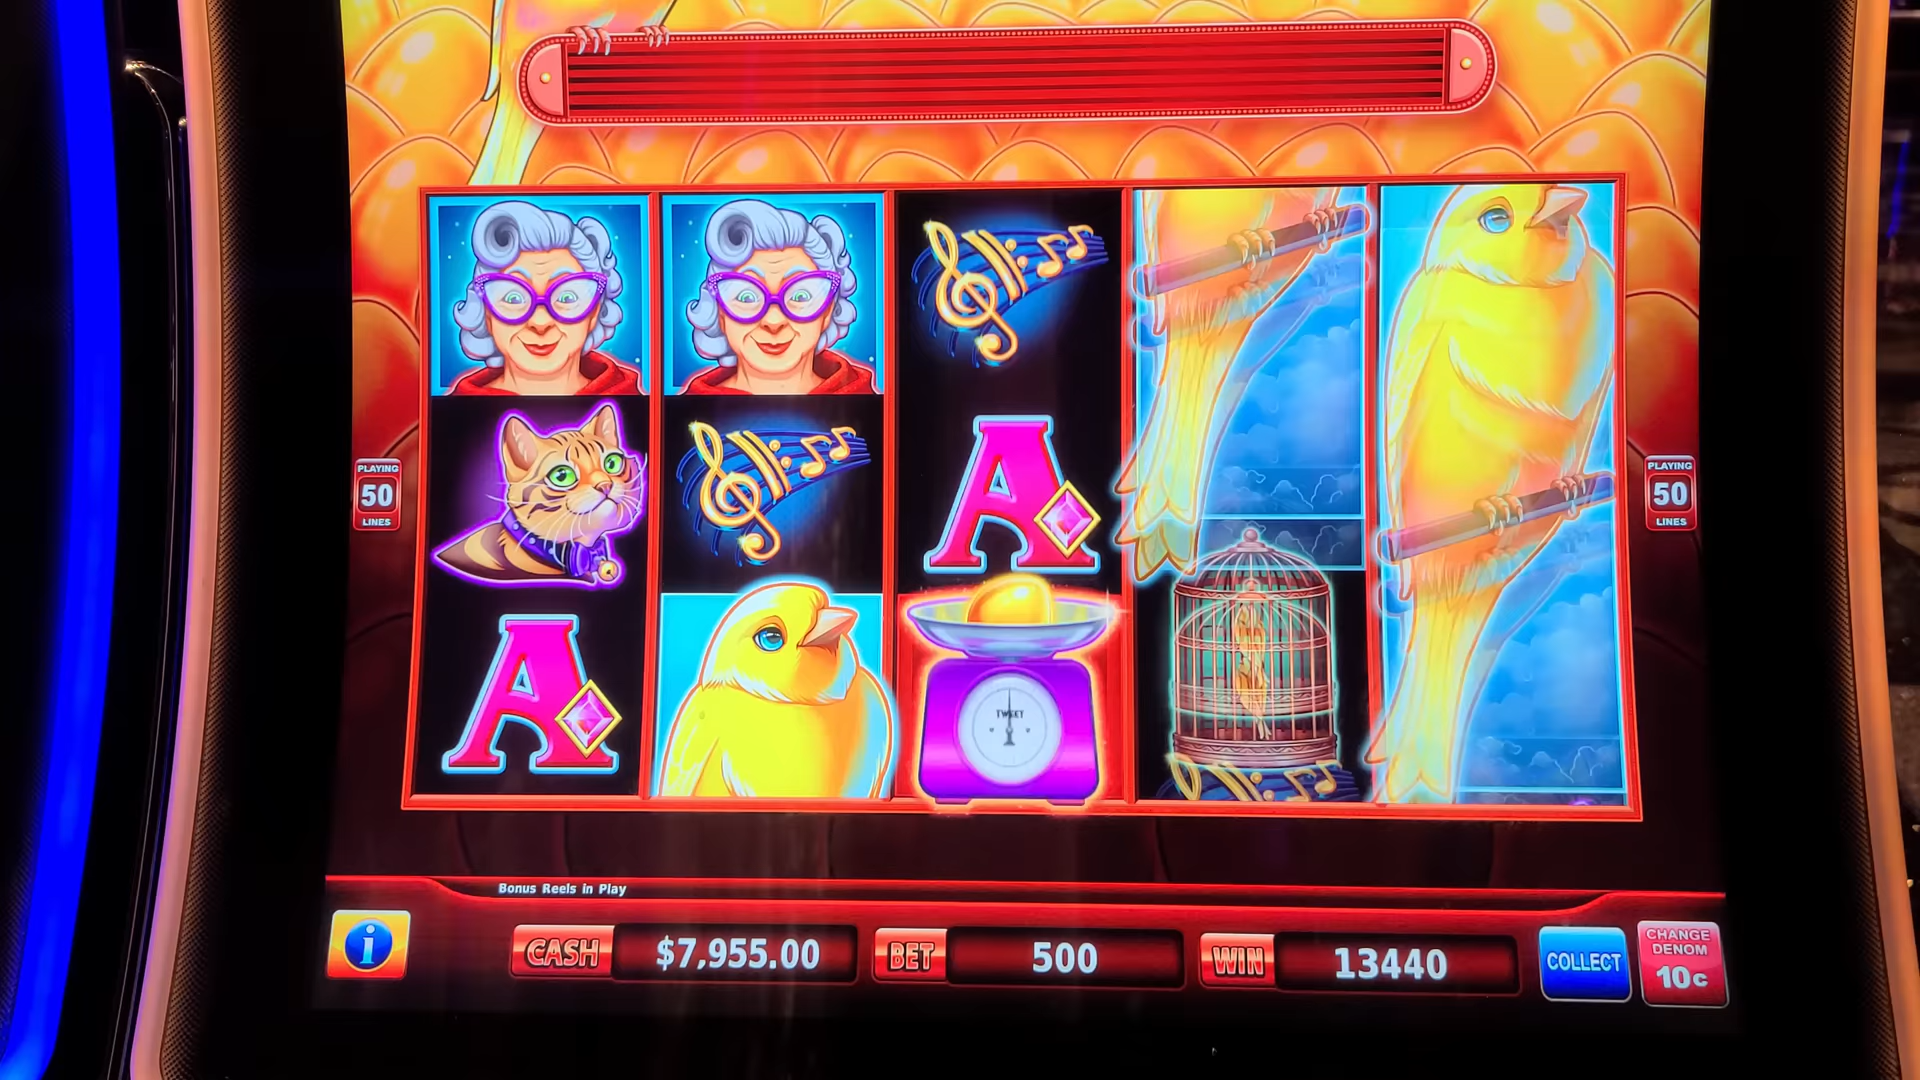 PLAYING
50
LINES
PLAYING
50
LINES
A
A
TWEET
Bonus Reels in Play
i
CASH
$7,955.00
BET
500
WIN
13440
COLLECT
CHANGE
DENOM
10¢